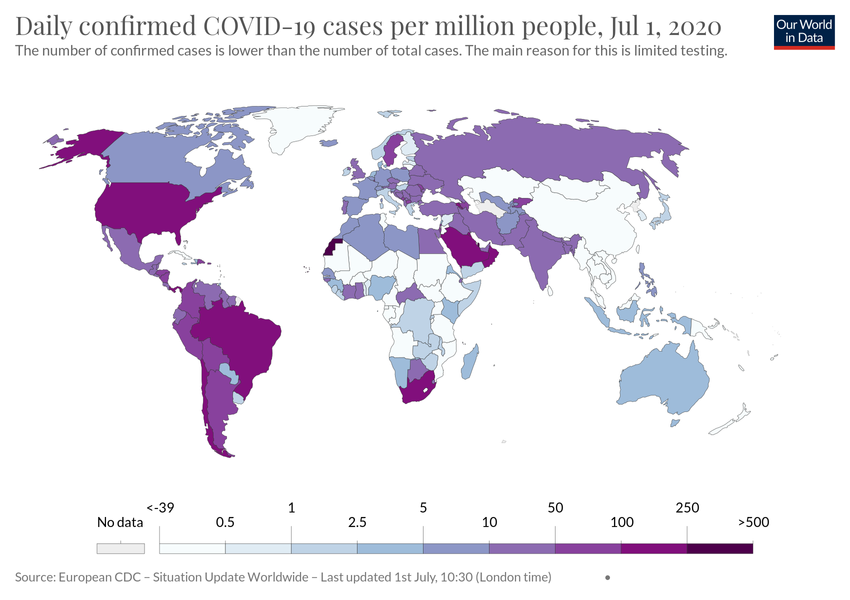 Daily confirmed COVID-19 cases per million people, Jul 1, 2020
The number of confirmed cases is lower than the number of total cases. The main reason for this is limited testing.
Our World
in Data
<-39 1 5 50 250
No data 0.5 2.5 10 100 >500
Source: European CDC – Situation Update Worldwide – Last updated 1st July, 10:30 (London time) •